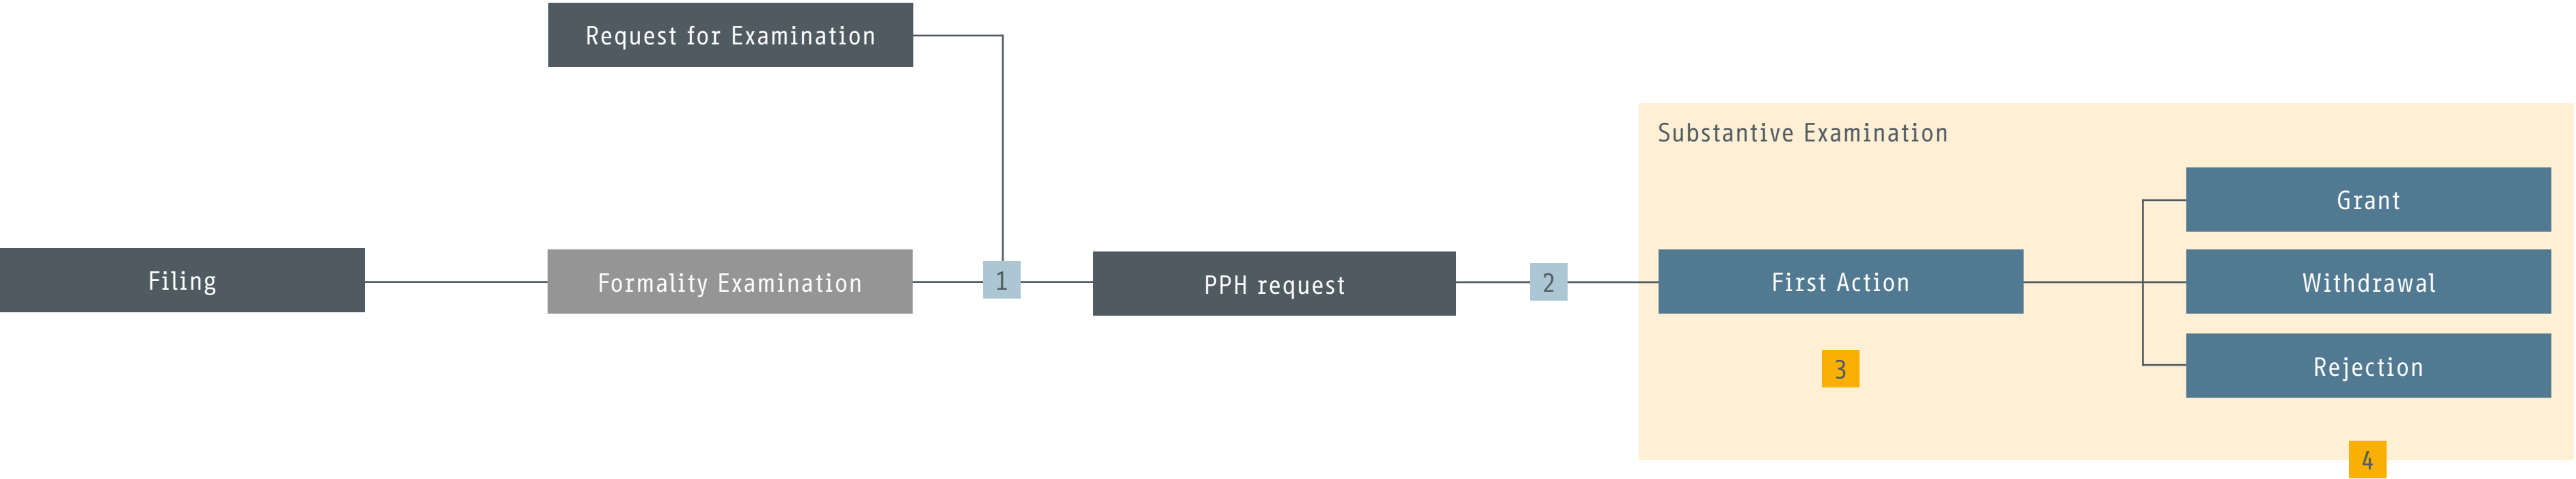 Request for Examination
Substantive Examination
Grant
Filing
Formality Examination
1
PPH request
2
First Action
Withdrawal
3
Rejection
4